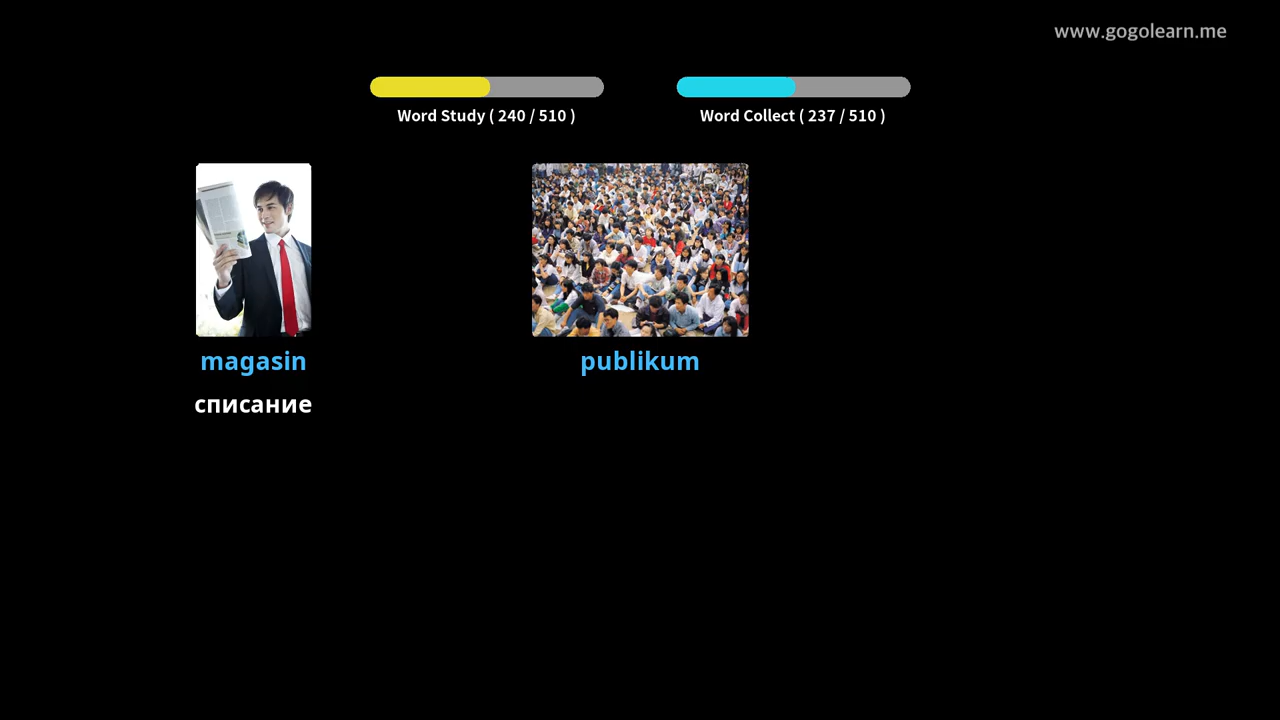 www.gogolearn.me
Word Study ( 240 / 510 )
Word Collect ( 237 / 510 )
magasin
publikum
списание